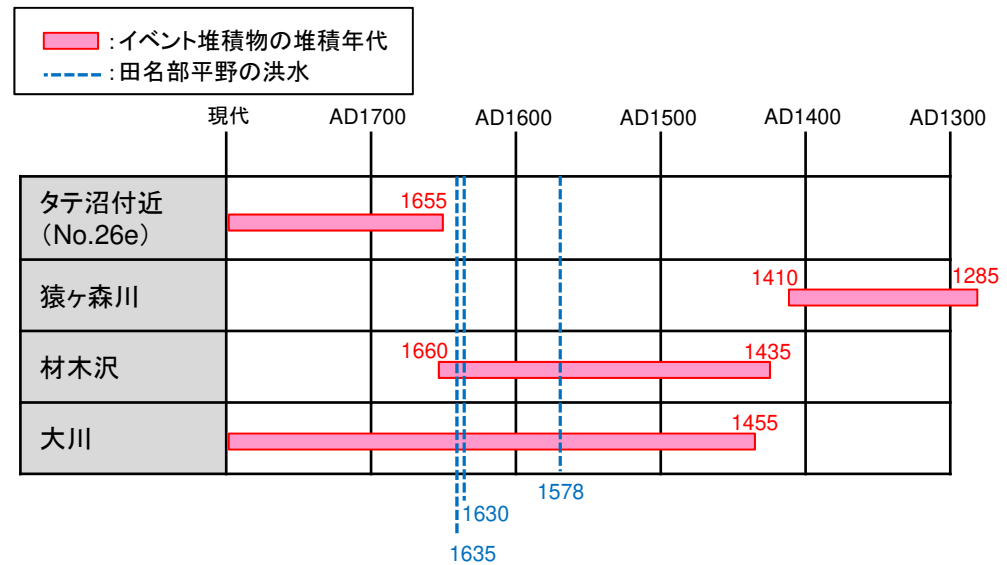 ：イベント堆積物の堆積年代
：田名部平野の洪水
現代 AD1700 AD1600 AD1500 AD1400 AD1300
タテ沼付近
（No.26e）
1655
猿ヶ森川
1410 1285
材木沢
1660 1435
大川
1455
1578
1630
1635